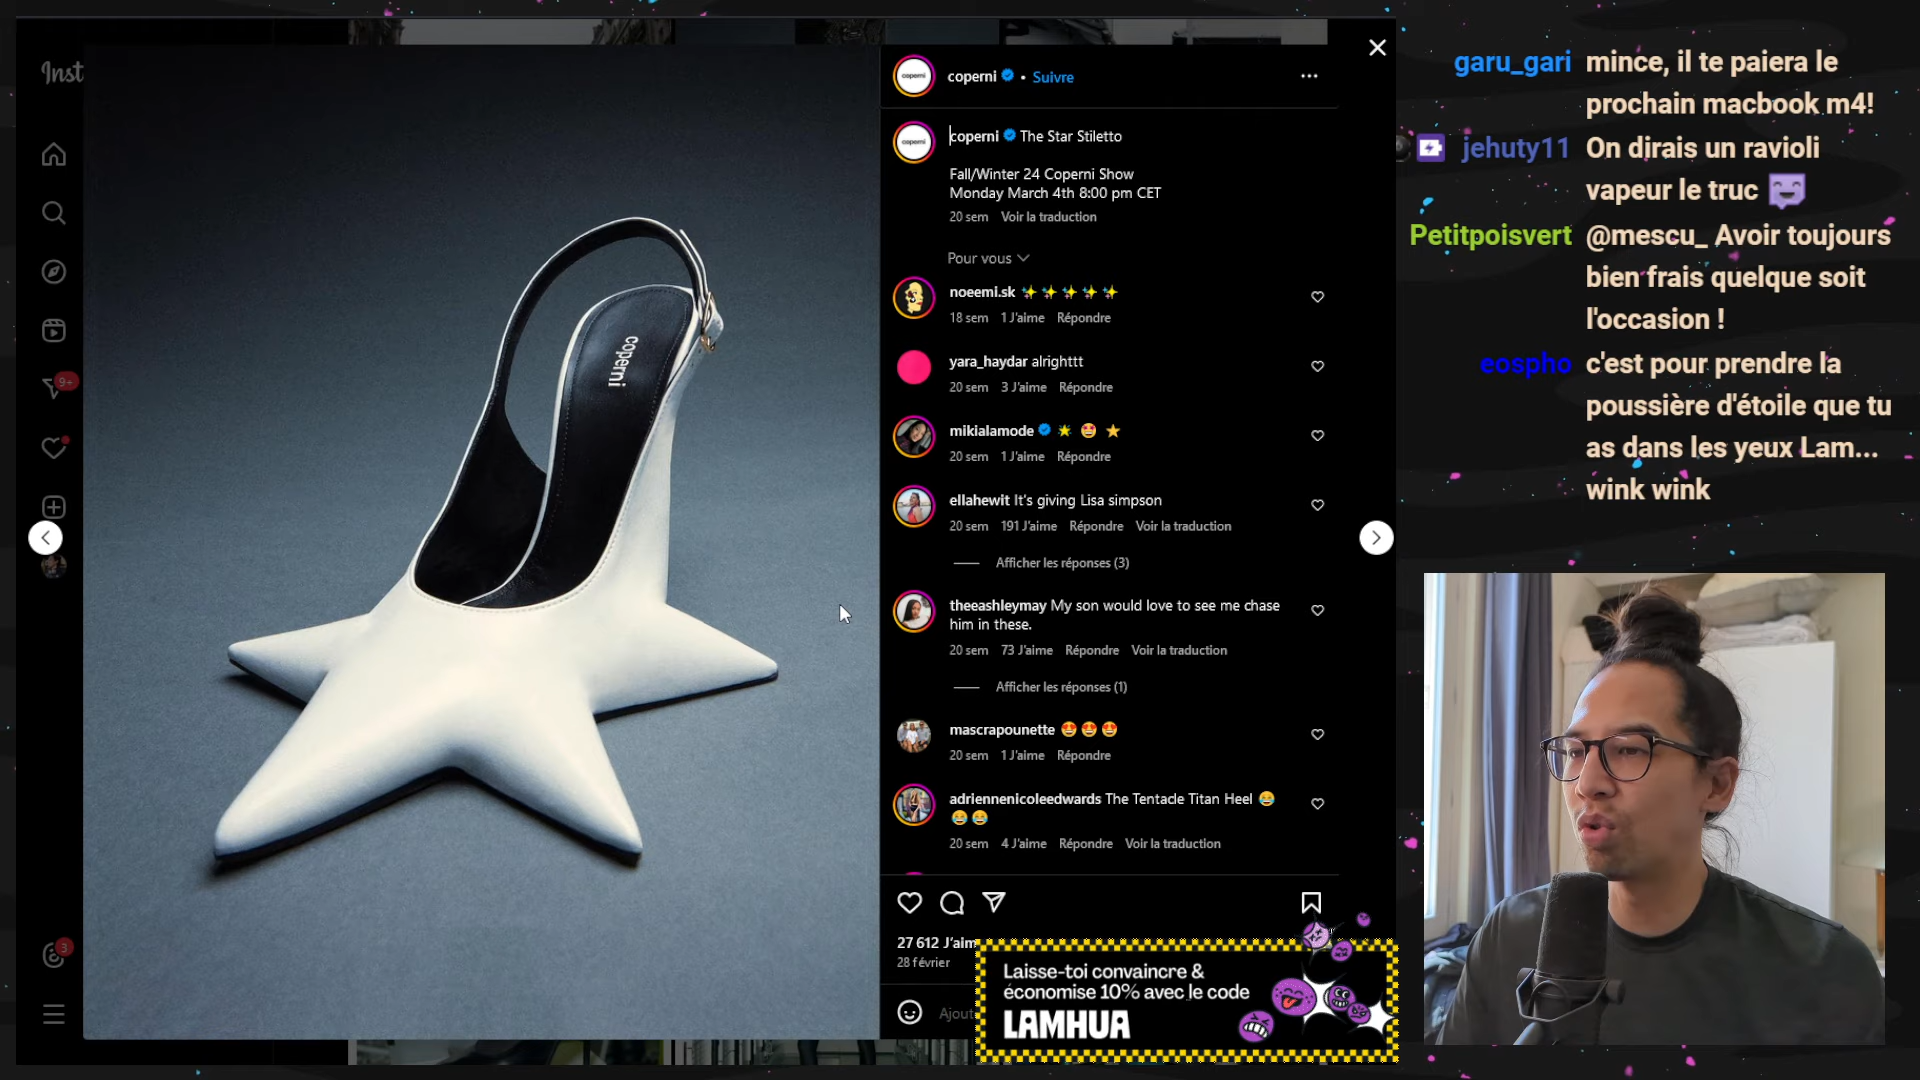 Inst
coperni • Suivre
coperni The Star Stiletto
Fall/Winter 24 Coperni Show
Monday March 4th 8:00 pm CET
20 sem Voir la traduction
Pour vous
noeemi.sk ✨✨✨✨✨
18 sem 1 J'aime Répondre
yara_haydar alrighttt
20 sem 3 J'aime Répondre
mikialamode 🌟 🤩 ⭐
20 sem 1 J'aime Répondre
ellahewit It's giving Lisa simpson
20 sem 191 J'aime Répondre Voir la traduction
Afficher les réponses (3)
theeashleymay My son would love to see me chase
him in these.
20 sem 73 J'aime Répondre Voir la traduction
Afficher les réponses (1)
mascrapounette 😍😍😍
20 sem 1 J'aime Répondre
adriennenicoleedwards The Tentacle Titan Heel 😂
😂😂
20 sem 4 J'aime Répondre Voir la traduction
27 612 J'aim
28 février
Ajout
coperni
coperni
coperni
9+
3
Laisse-toi convaincre &
économise 10% avec le code
LAMHUA
garu_gari mince, il te paiera le
prochain macbook m4!
jehuty11 On dirais un ravioli
vapeur le truc
Petitpoisvert @mescu_ Avoir toujours
bien frais quelque soit
l'occasion !
eospho c'est pour prendre la
poussière d'étoile que tu
as dans les yeux Lam...
wink wink